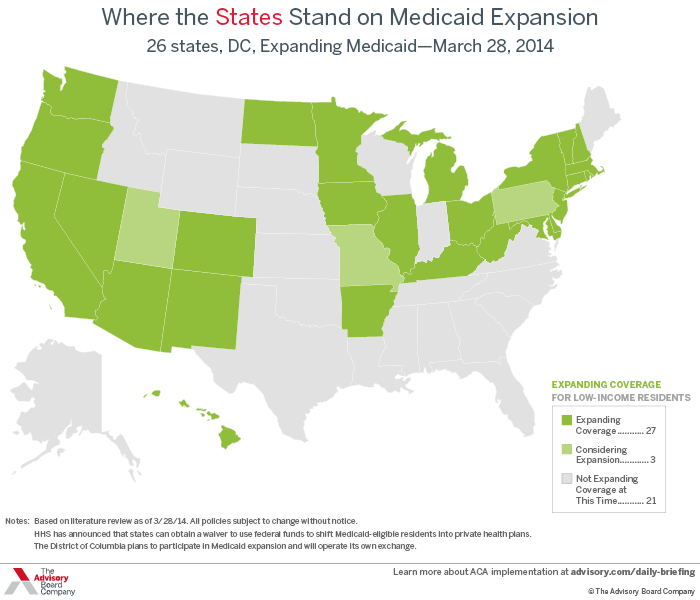 Where the States Stand on Medicaid Expansion
26 states, DC, Expanding Medicaid—March 28, 2014
EXPANDING COVERAGE
FOR LOW-INCOME RESIDENTS
Expanding
Coverage........... 27
Considering
Expansion............ 3
Not Expanding
Coverage at
This Time........... 21
Notes: Based on literature review as of 3/28/14. All policies subject to change without notice.
HHS has announced that states can obtain a waiver to use federal funds to shift Medicaid-eligible residents into private health plans.
The District of Columbia plans to participate in Medicaid expansion and will operate its own exchange.
The
Advisory
Board
Company
Learn more about ACA implementation at advisory.com/daily-briefing
© The Advisory Board Company